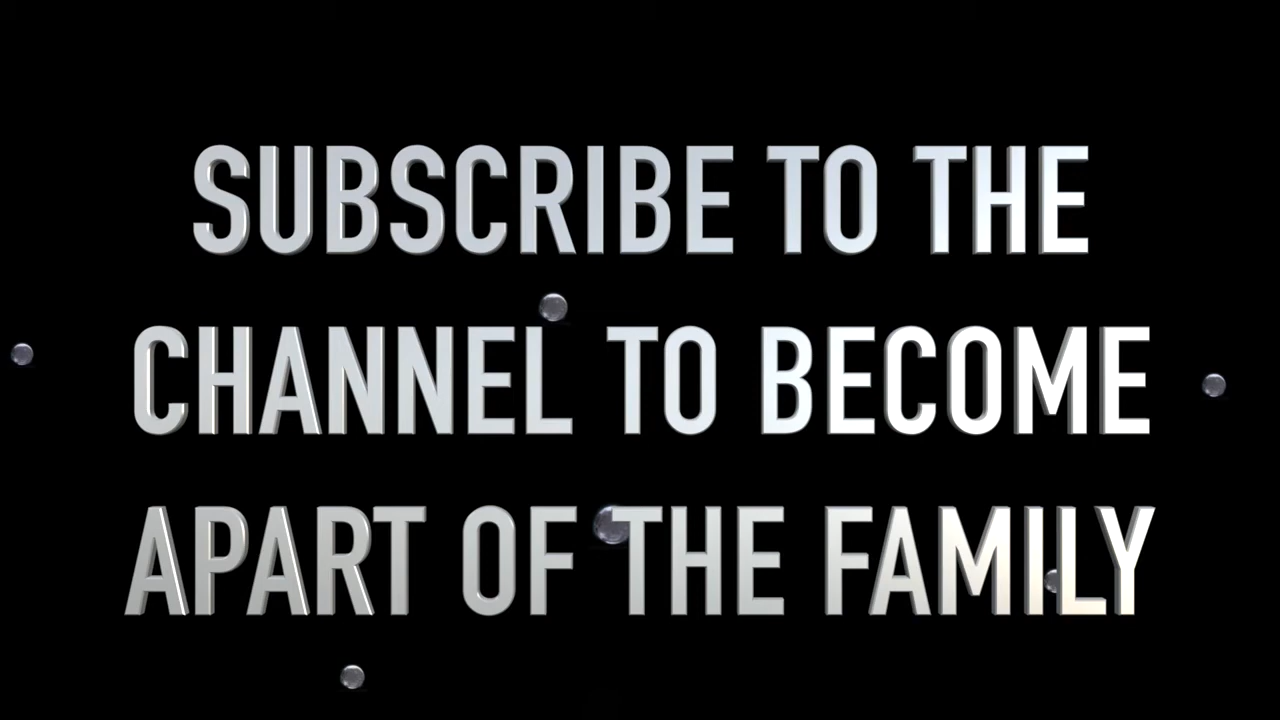 SUBSCRIBE TO THE
CHANNEL TO BECOME
APART OF THE FAMILY